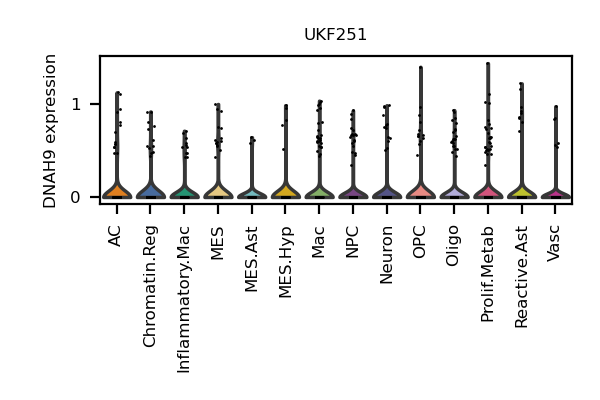 UKF251
DNAH9 expression
1
0
AC
Chromatin.Reg
Inflammatory.Mac
MES
MES.Ast
MES.Hyp
Mac
NPC
Neuron
OPC
Oligo
Prolif.Metab
Reactive.Ast
Vasc